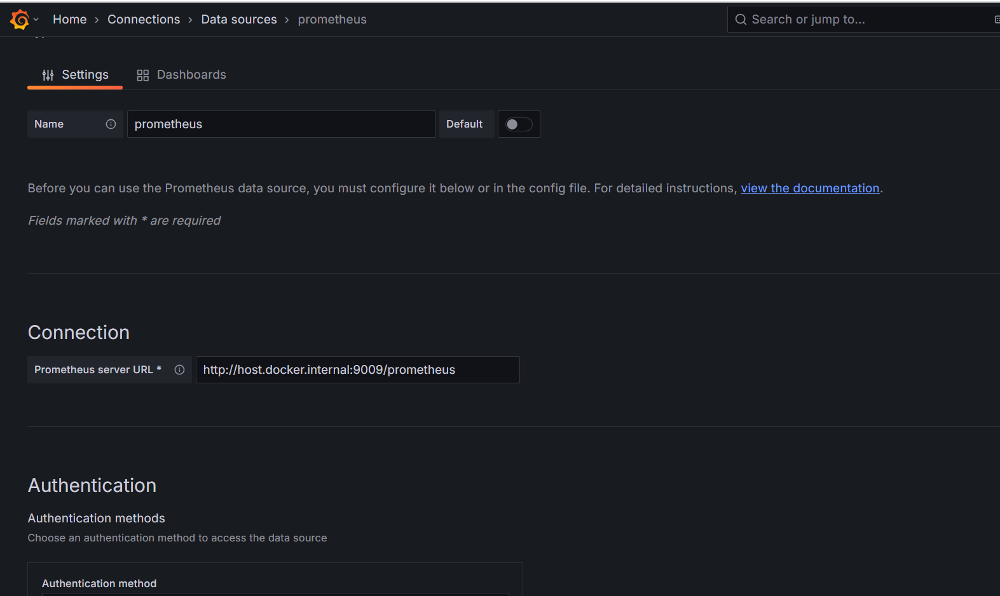 Home › Connections › Data sources › prometheus
Search or jump to...
Settings
Dashboards
Name
prometheus
Default
Before you can use the Prometheus data source, you must configure it below or in the config file. For detailed instructions, view the documentation.
Fields marked with * are required
Connection
Prometheus server URL *
http://host.docker.internal:9009/prometheus
Authentication
Authentication methods
Choose an authentication method to access the data source
Authentication method